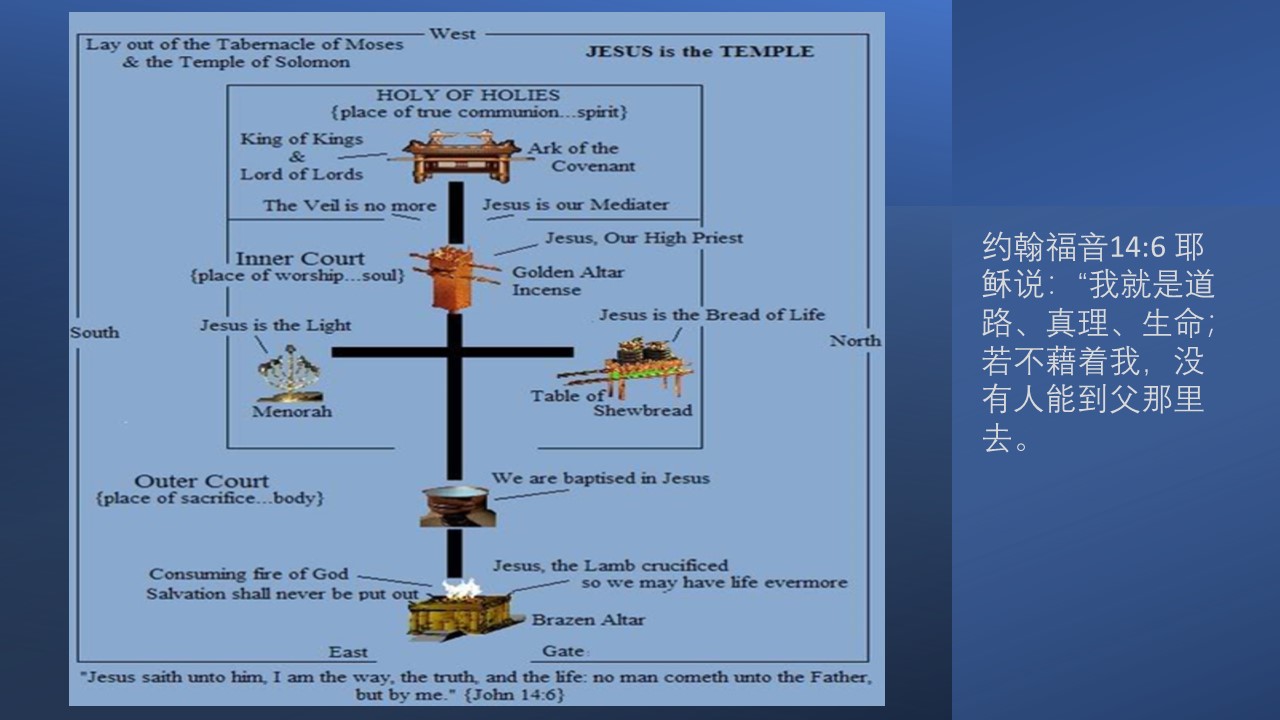 West
Lay out of the Tabernacle of Moses
& the Temple of Solomon
JESUS is the TEMPLE
HOLY OF HOLIES
{place of true communion...spirit}
King of Kings
&
Lord of Lords
Ark of the
Covenant
The Veil is no more
Jesus is our Mediater
Jesus, Our High Priest
Inner Court
{place of worship...soul}
Golden Altar
Incense
Jesus is the Light
Jesus is the Bread of Life
South
North
Menorah
Table of
Shewbread
Outer Court
{place of sacrifice...body}
We are baptised in Jesus
Consuming fire of God
Salvation shall never be put out
Jesus, the Lamb crucified
so we may have life evermore
Brazen Altar
East
Gate
"Jesus saith unto him, I am the way, the truth, and the life: no man cometh unto the Father,
but by me." {John 14:6}
约翰福音14:6 耶
稣说：“我就是道
路、真理、生命；
若不藉着我，没
有人能到父那里
去。